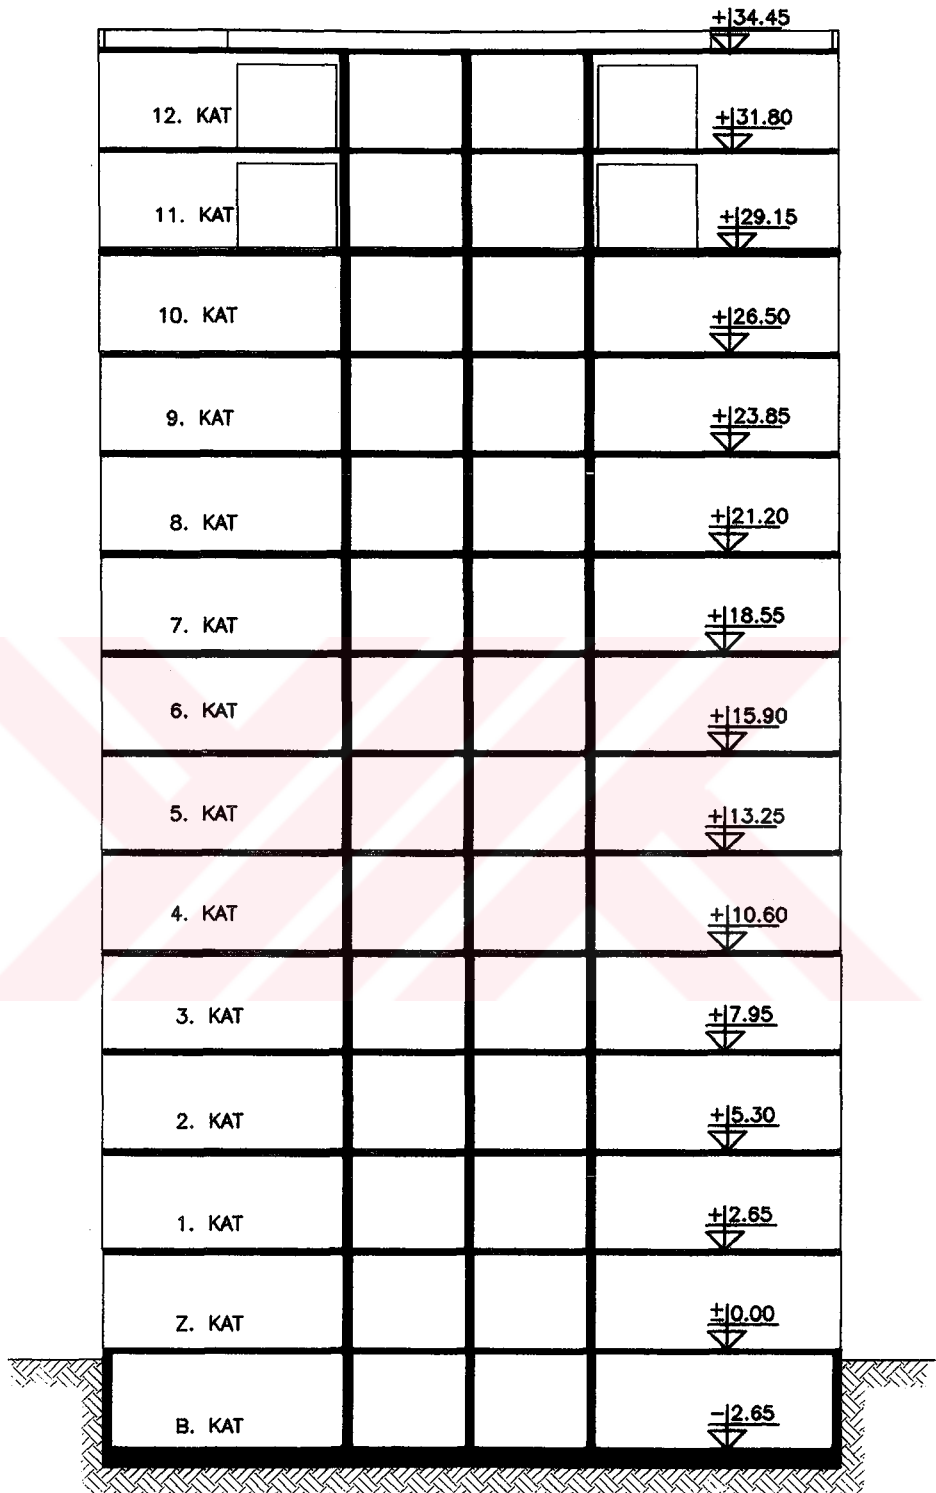 +34.45
12. KAT +31.80
11. KAT +29.15
10. KAT +26.50
9. KAT +23.85
8. KAT +21.20
7. KAT +18.55
6. KAT +15.90
5. KAT +13.25
4. KAT +10.60
3. KAT +7.95
2. KAT +5.30
1. KAT +2.65
Z. KAT ±0.00
B. KAT -2.65